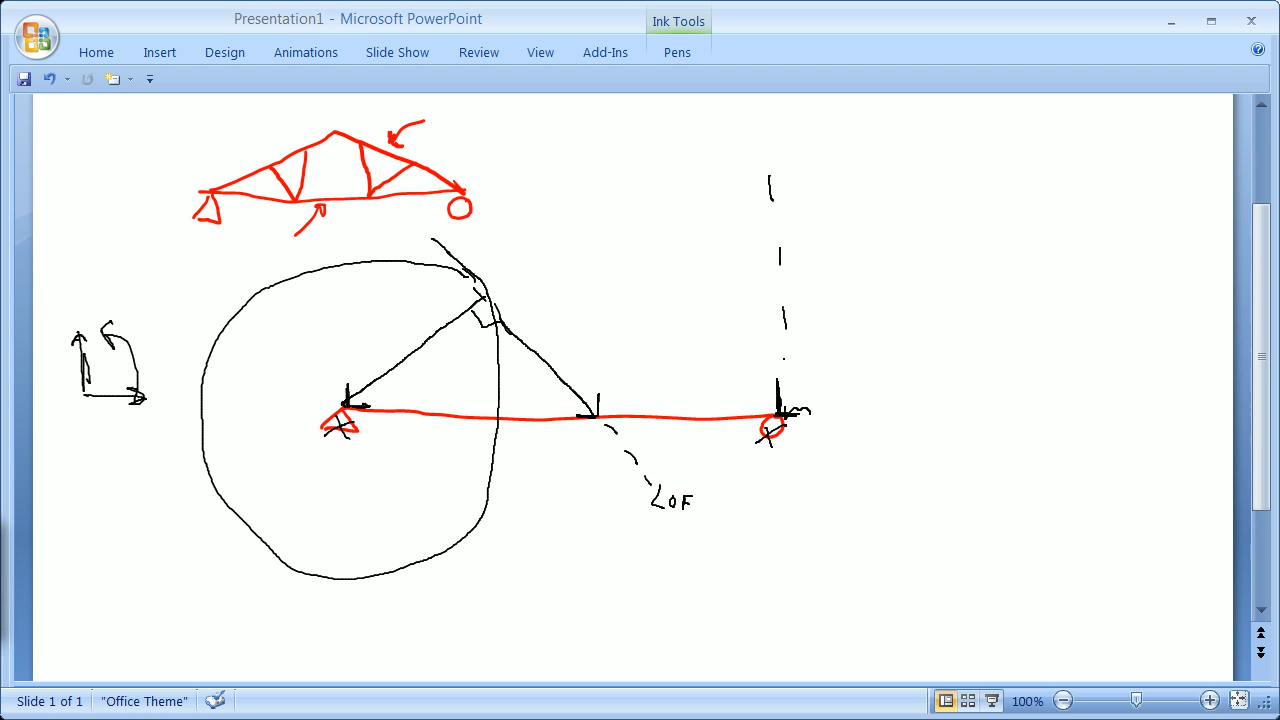 Presentation1 - Microsoft PowerPoint
Ink Tools
Home Insert Design Animations Slide Show Review View Add-Ins Pens
LOF
Slide 1 of 1 "Office Theme" 100%